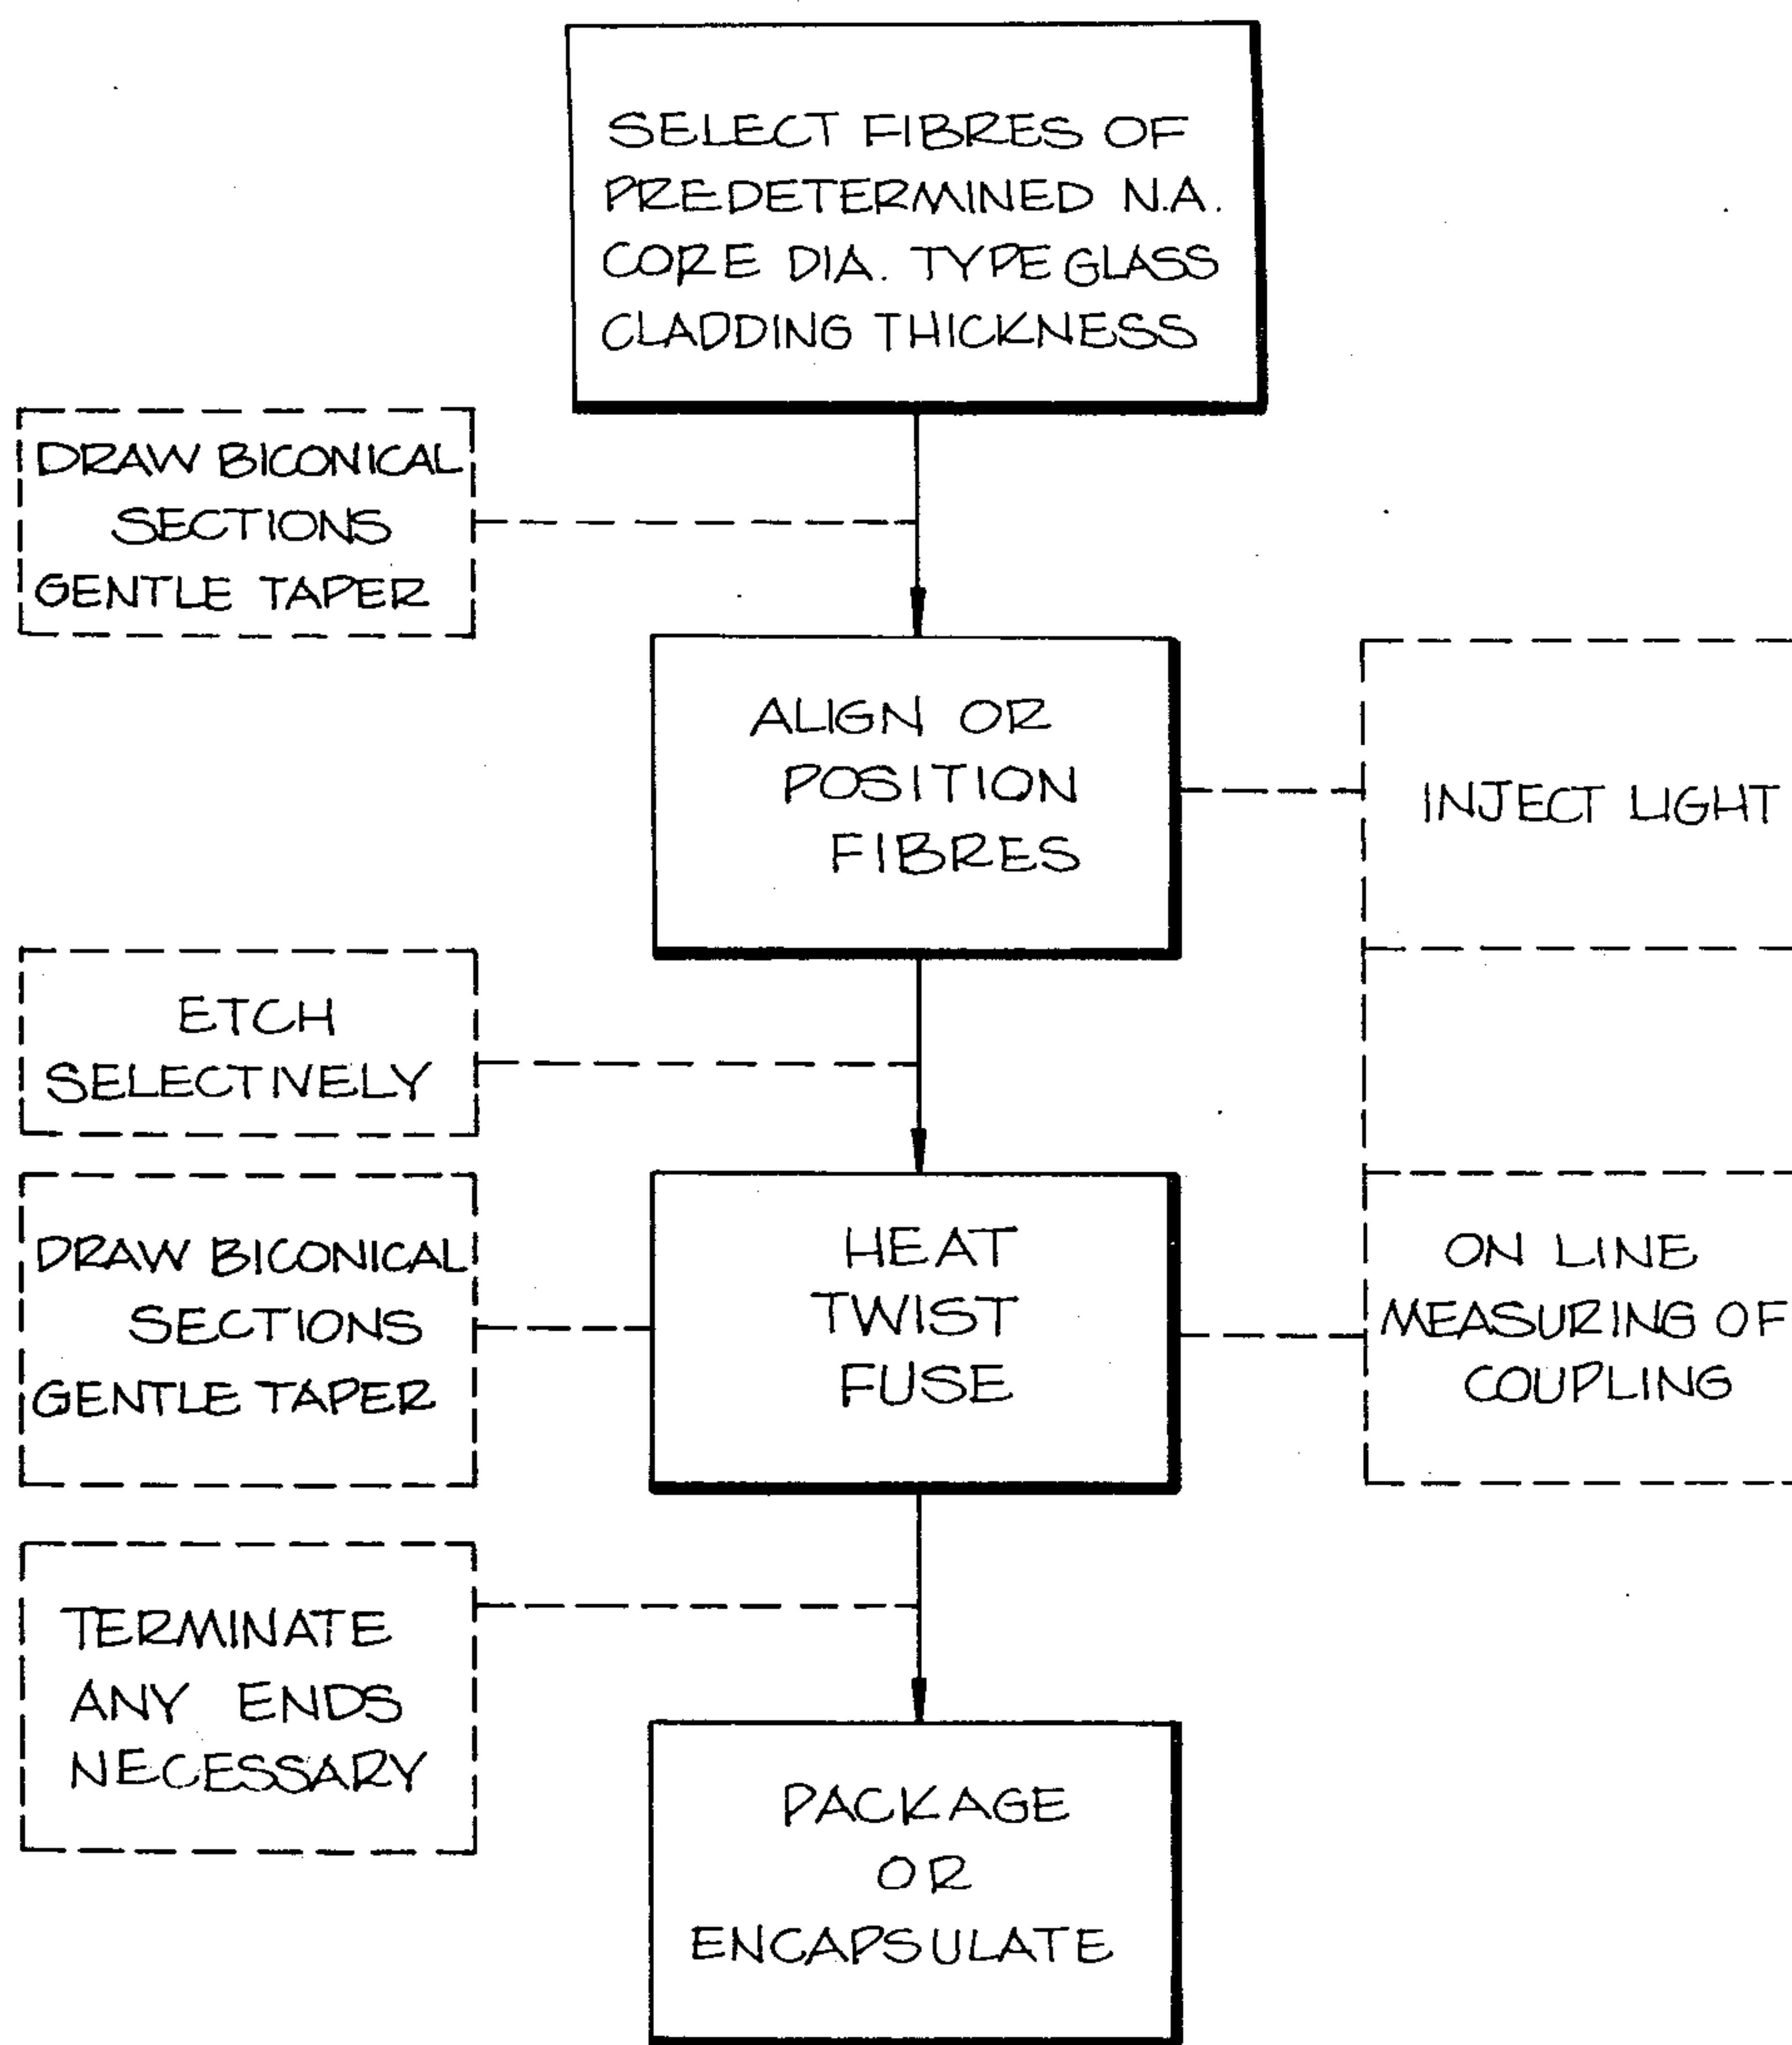 SELECT FIBRES OF
PREDETERMINED N.A.
CORE DIA. TYPE GLASS
CLADDING THICKNESS
DRAW BICONICAL
SECTIONS
GENTLE TAPER
ALIGN OR
POSITION
FIBRES
INJECT LIGHT
ETCH
SELECTIVELY
DRAW BICONICAL
SECTIONS
GENTLE TAPER
HEAT
TWIST
FUSE
ON LINE
MEASURING OF
COUPLING
TERMINATE
ANY ENDS
NECESSARY
PACKAGE
OR
ENCAPSULATE